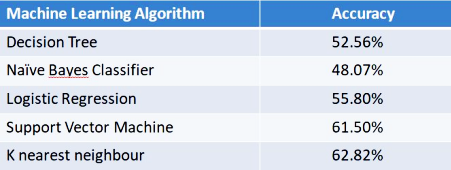 Machine Learning Algorithm Accuracy
Decision Tree 52.56%
Naïve Bayes Classifier 48.07%
Logistic Regression 55.80%
Support Vector Machine 61.50%
K nearest neighbour 62.82%